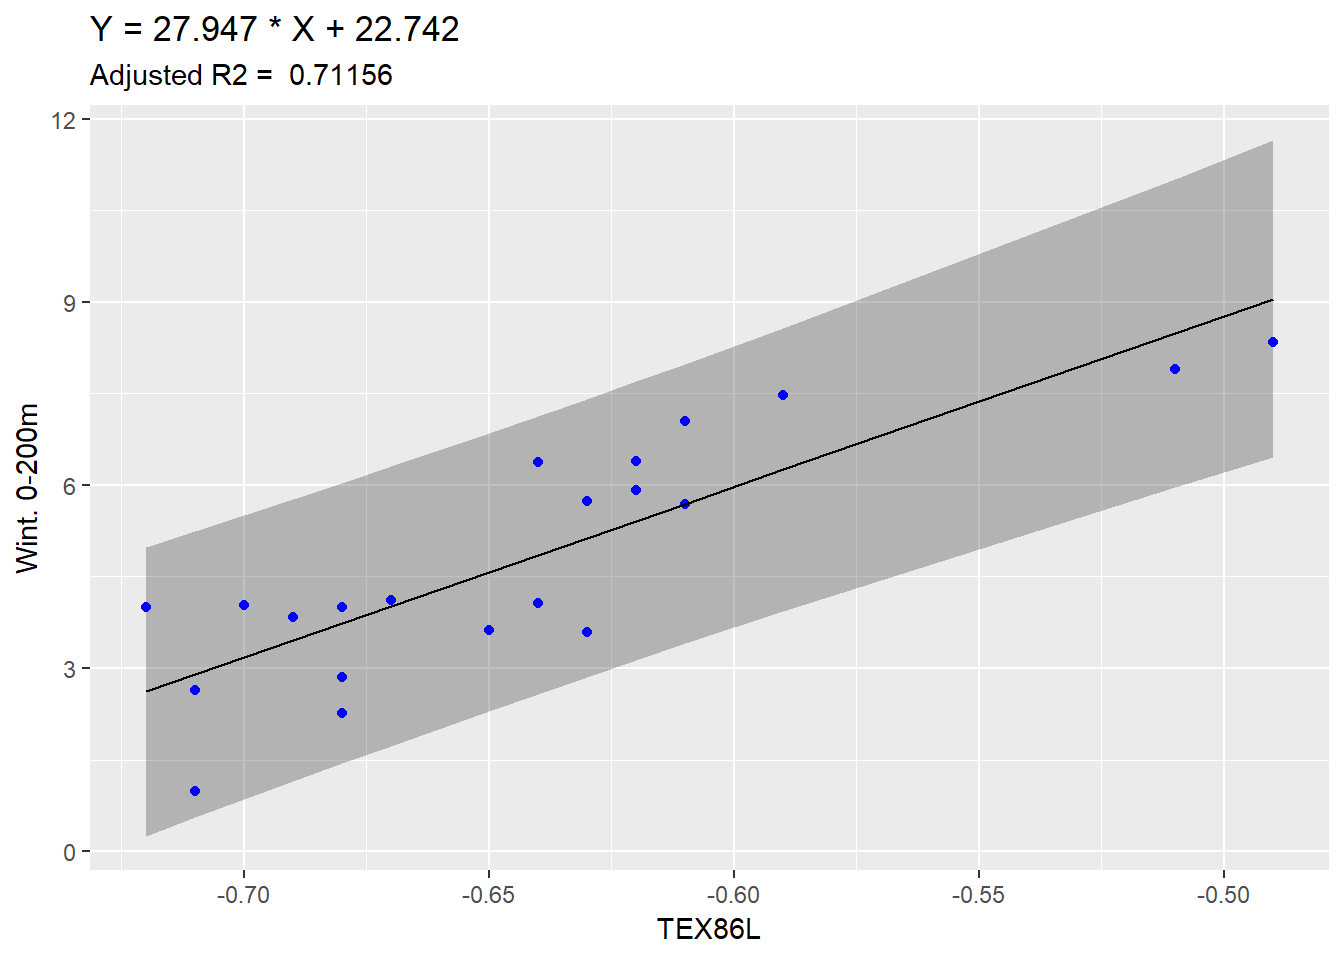 Y = 27.947 * X + 22.742
Adjusted R2 =  0.71156
12
9
6
3
0
Wint. 0-200m
-0.70
-0.65
-0.60
-0.55
-0.50
TEX86L